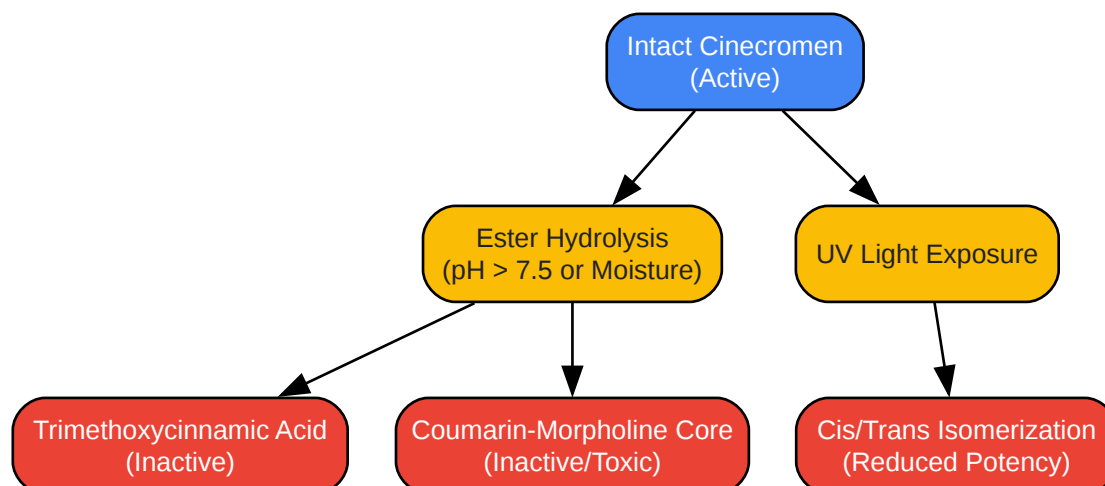 Intact Cinecromen
(Active)
Ester Hydrolysis
(pH > 7.5 or Moisture)
UV Light Exposure
Trimethoxycinnamic Acid
(Inactive)
Coumarin-Morpholine Core
(Inactive/Toxic)
Cis/Trans Isomerization
(Reduced Potency)